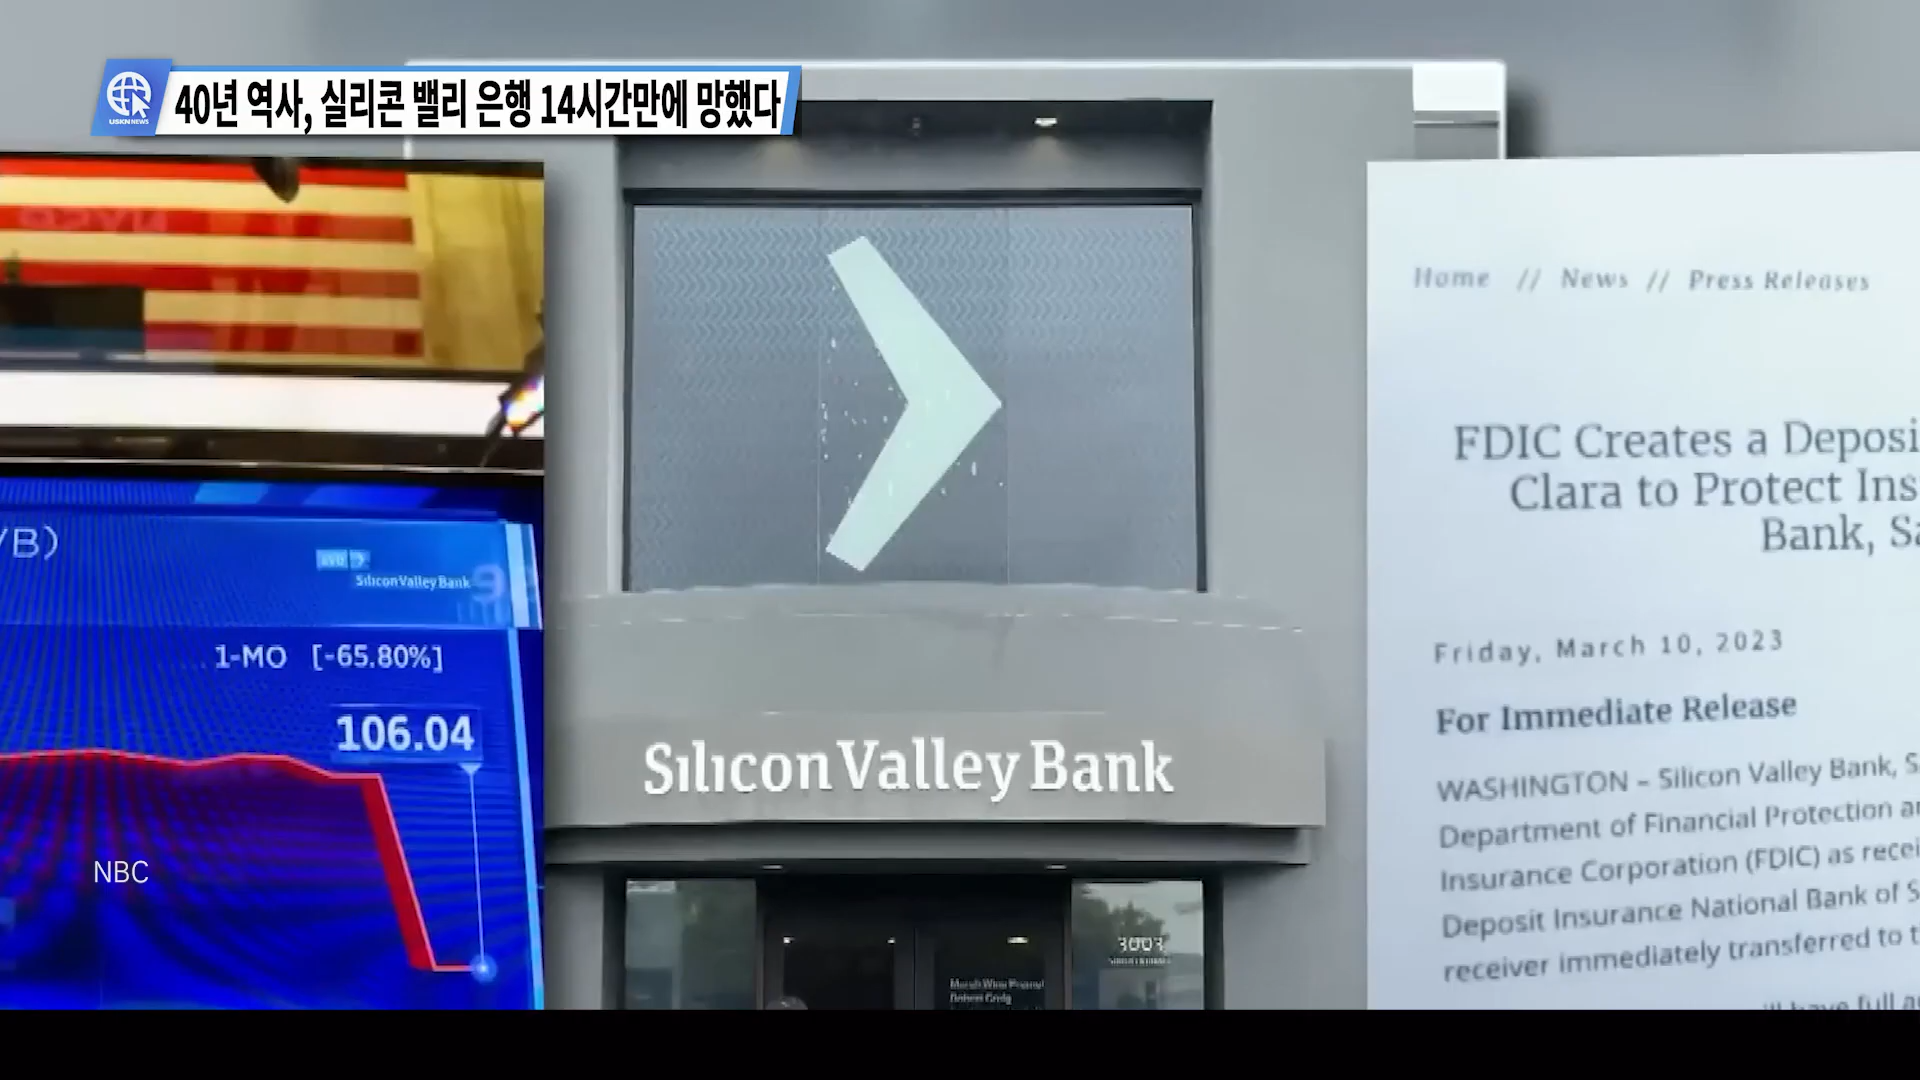 USKN NEWS
40년 역사, 실리콘 밸리 은행 14시간만에 망했다
/B)
Silicon Valley Bank
1-MO [-65.80%]
106.04
NBC
Silicon Valley Bank
3003
Home // News // Press Releases
FDIC Creates a Deposi
Clara to Protect Ins
Bank, Sa
Friday, March 10, 2023
For Immediate Release
WASHINGTON – Silicon Valley Bank, S
Department of Financial Protection a
Insurance Corporation (FDIC) as recei
Deposit Insurance National Bank of S
receiver immediately transferred to t
have full a